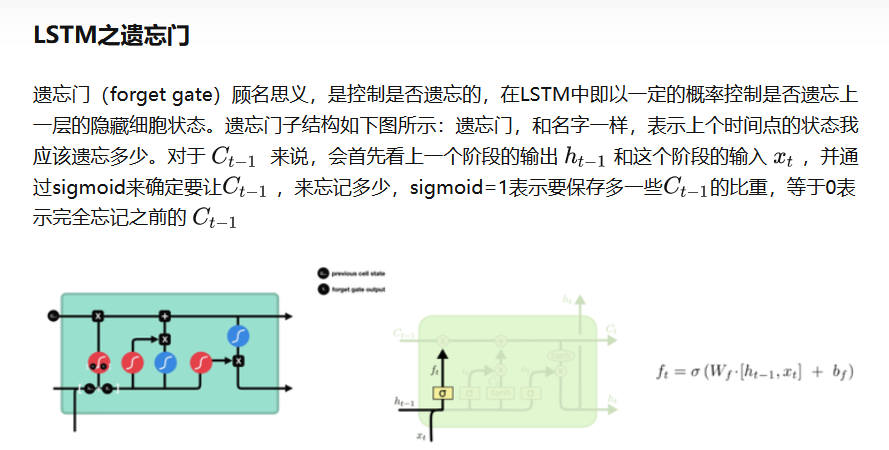 LSTM之遗忘门
遗忘门（forget gate）顾名思义，是控制是否遗忘的，在LSTM中即以一定的概率控制是否遗忘上
一层的隐藏细胞状态。遗忘门子结构如下图所示：遗忘门，和名字一样，表示上个时间点的状态我
应该遗忘多少。对于 C_{t-1} 来说，会首先看上一个阶段的输出 h_{t-1} 和这个阶段的输入 x_t ，并通
过sigmoid来确定要让C_{t-1} ，来忘记多少，sigmoid=1表示要保存多一些C_{t-1}的比重，等于0表
示完全忘记之前的 C_{t-1}
previous cell state
forget gate output
X
+
X
X
h_t
C_{t-1}
C_t
f_t
tanh
σ
σ
tanh
σ
h_{t-1}
h_t
x_t
f_t = σ(W_f·[h_{t-1}, x_t] + b_f)